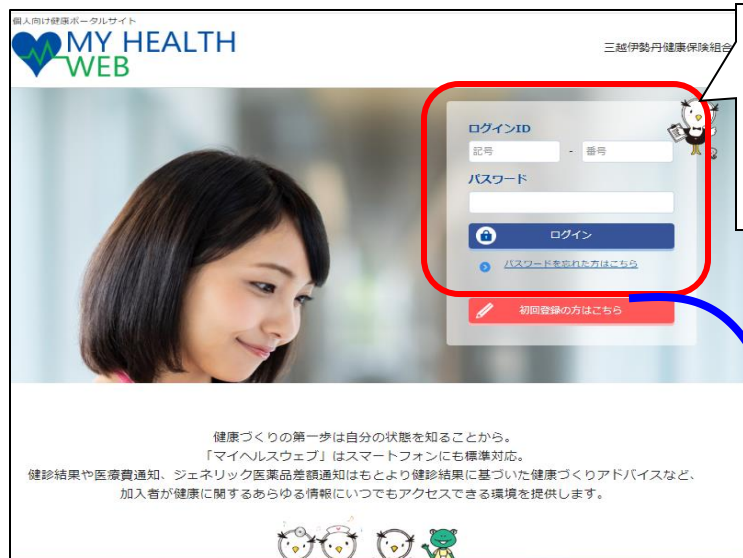 個人向け健康ポータルサイト
MY HEALTH
WEB
三越伊勢丹健康保険組合
ログインID
記号 - 番号
パスワード
ログイン
パスワードを忘れた方はこちら
初回登録の方はこちら
健康づくりの第一歩は自分の状態を知ることから。
「マイヘルスウェブ」はスマートフォンにも標準対応。
健診結果や医療費通知、ジェネリック医薬品差額通知はもとより健診結果に基づいた健康づくりアドバイスなど、
加入者が健康に関するあらゆる情報にいつでもアクセスできる環境を提供します。